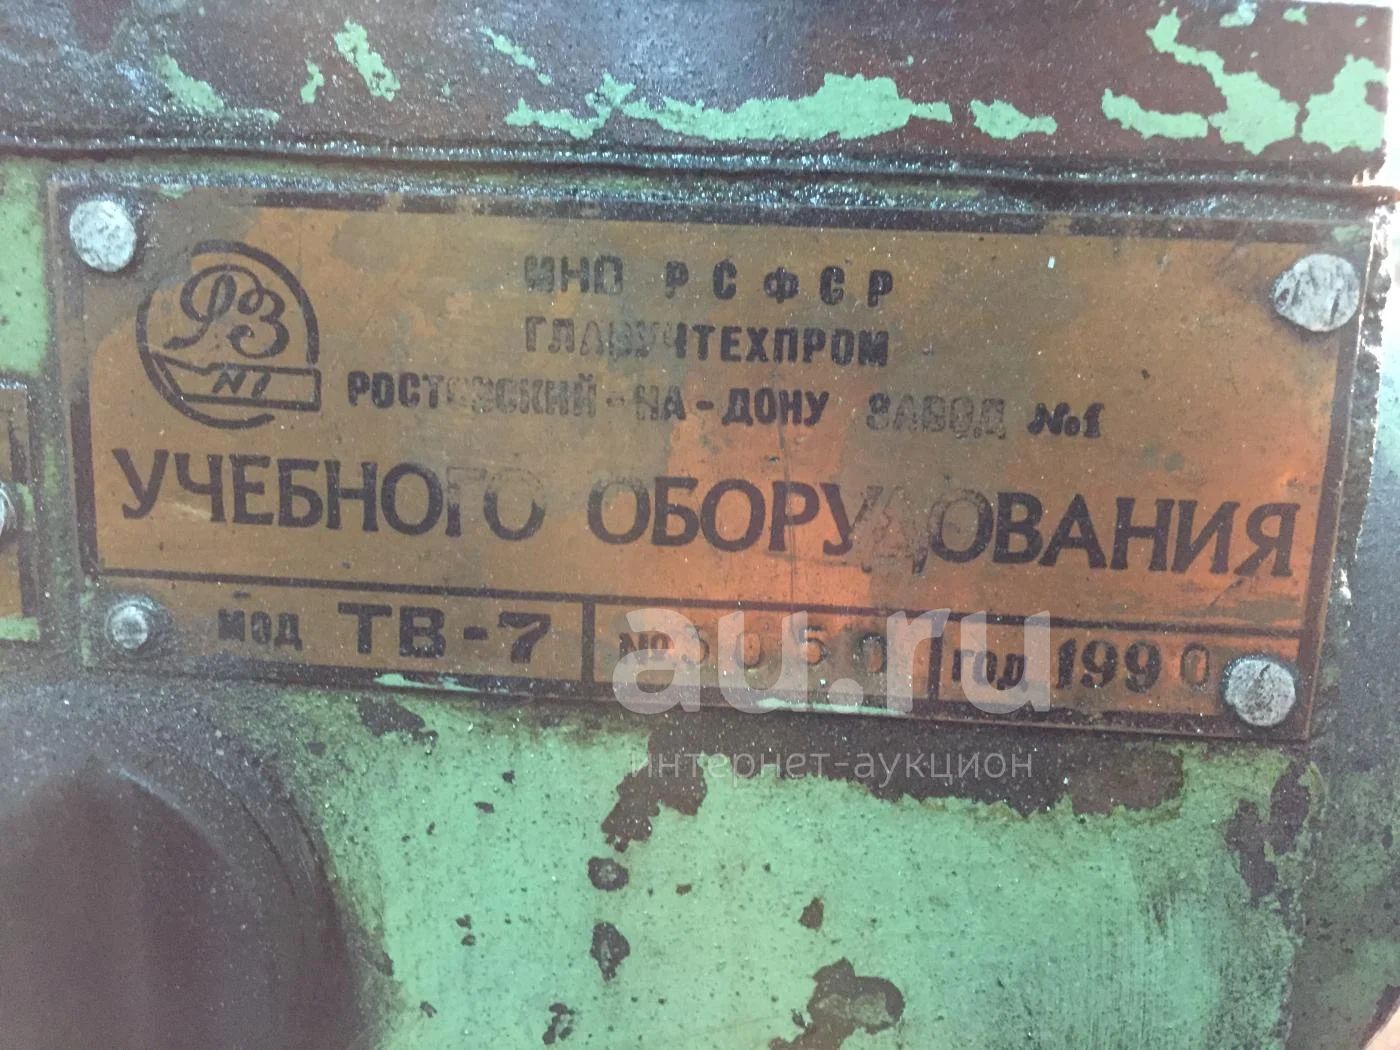 РЗ
№1
МНО РСФСР
ГЛАВУЧТЕХПРОМ
РОСТОВСКИЙ-НА-ДОНУ ЗАВОД №1
УЧЕБНОГО ОБОРУДОВАНИЯ
МОД ТВ-7 № ГОД 1990
au.ru
интернет-аукцион